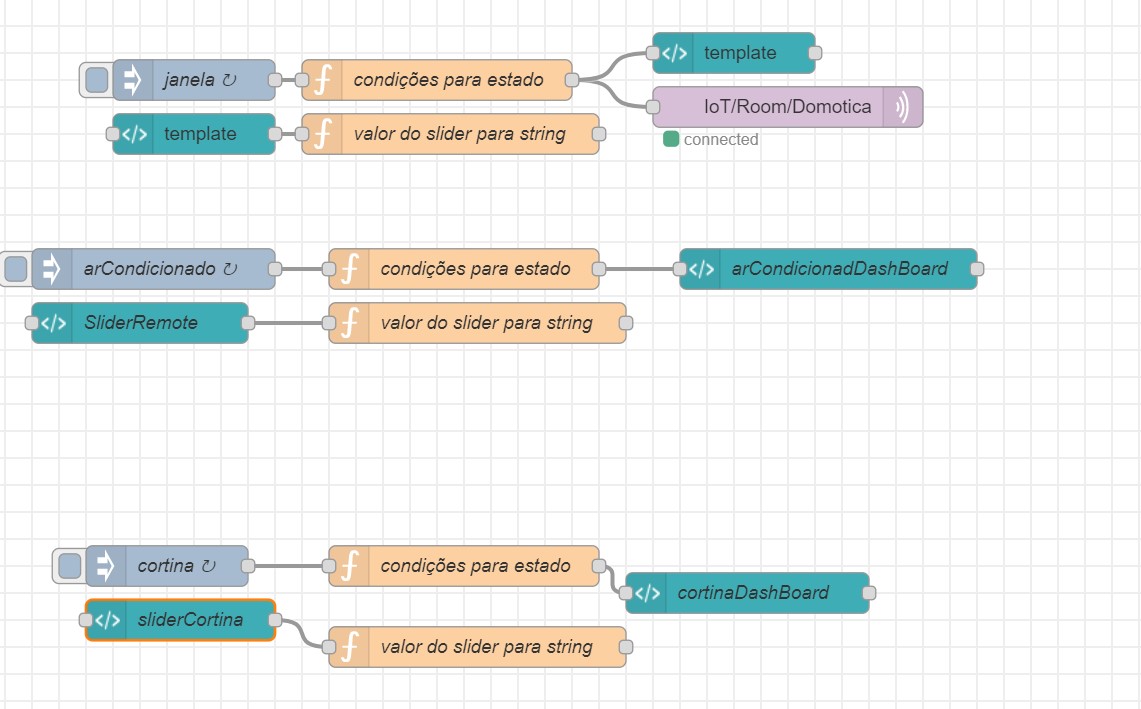 janela ↻
condições para estado
template
IoT/Room/Domotica
connected
template
valor do slider para string
arCondicionado ↻
condições para estado
arCondicionadDashBoard
SliderRemote
valor do slider para string
cortina ↻
condições para estado
cortinaDashBoard
sliderCortina
valor do slider para string